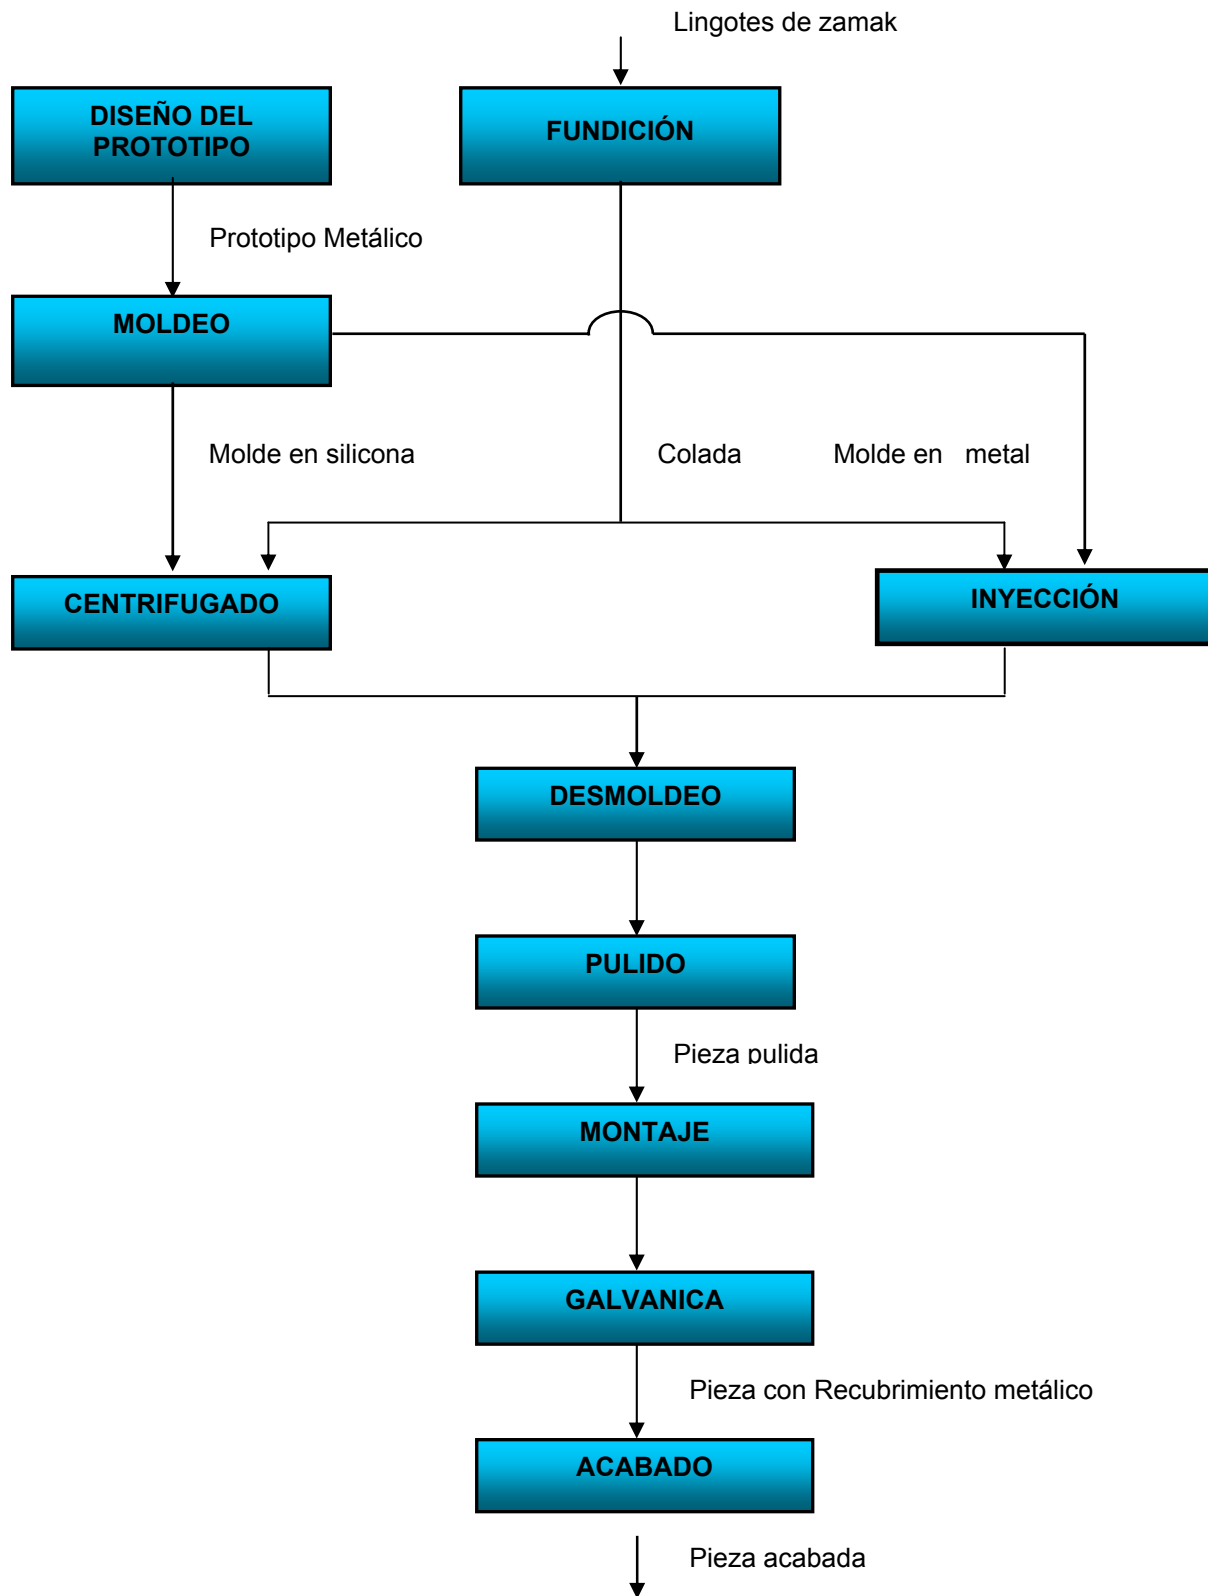 Lingotes de zamak
DISEÑO DEL
PROTOTIPO
FUNDICIÓN
Prototipo Metálico
MOLDEO
Molde en silicona
Colada
Molde en metal
CENTRIFUGADO
INYECCIÓN
DESMOLDEO
PULIDO
Pieza pulida
MONTAJE
GALVANICA
Pieza con Recubrimiento metálico
ACABADO
Pieza acabada